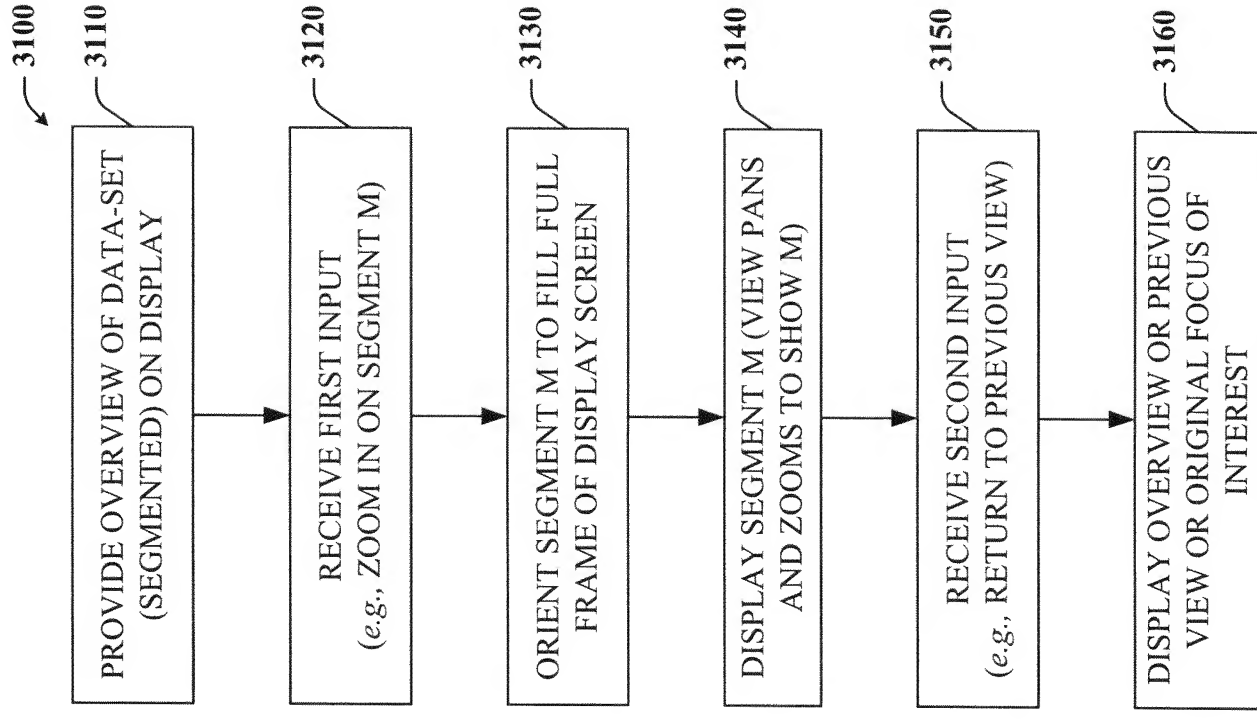 3100
PROVIDE OVERVIEW OF DATA-SET
(SEGMENTED) ON DISPLAY
3110
RECEIVE FIRST INPUT
(e.g., ZOOM IN ON SEGMENT M)
3120
ORIENT SEGMENT M TO FILL FULL
FRAME OF DISPLAY SCREEN
3130
DISPLAY SEGMENT M (VIEW PANS
AND ZOOMS TO SHOW M)
3140
RECEIVE SECOND INPUT
(e.g., RETURN TO PREVIOUS VIEW)
3150
DISPLAY OVERVIEW OR PREVIOUS
VIEW OR ORIGINAL FOCUS OF
INTEREST
3160